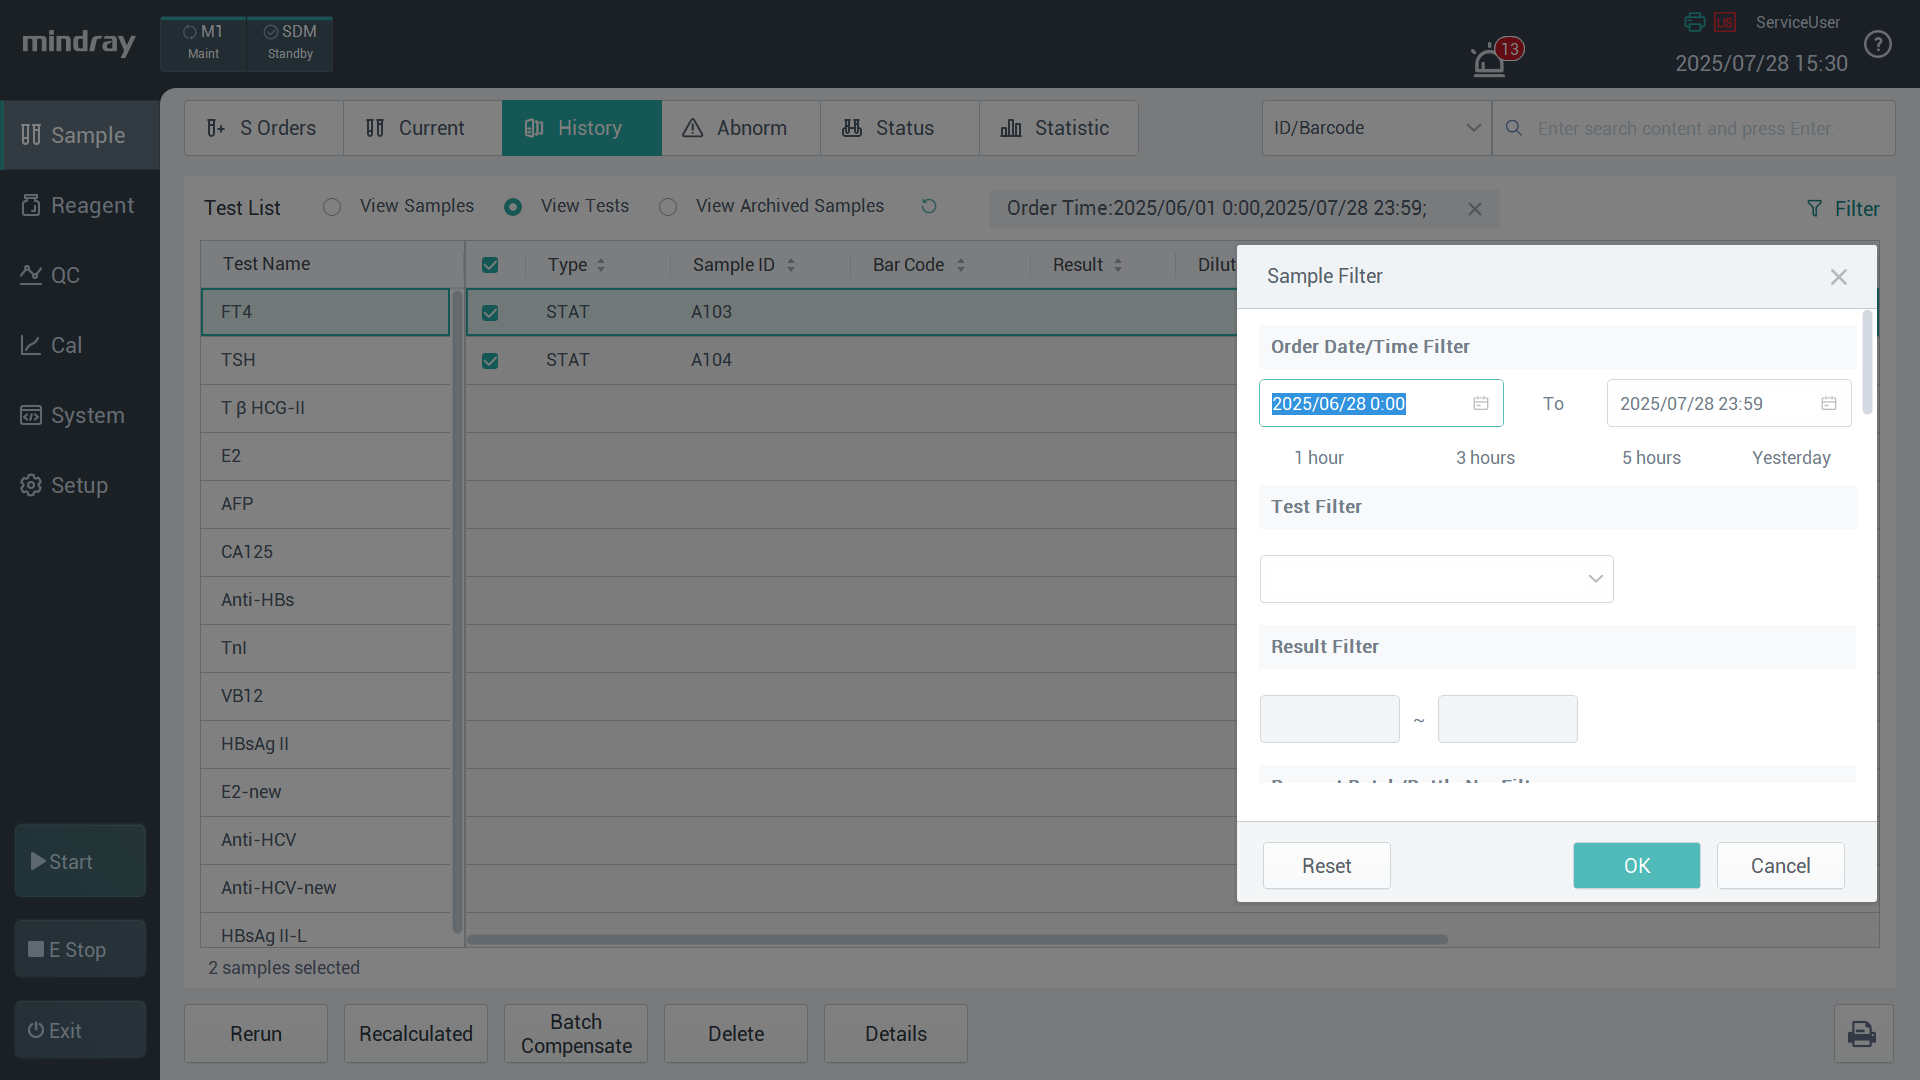 mindray
M1
Maint
SDM
Standby
13
LIS
ServiceUser
2025/07/28 15:30
?
Sample
Reagent
QC
Cal
System
Setup
Start
E Stop
Exit
S Orders
Current
History
Abnorm
Status
Statistic
ID/Barcode
Enter search content and press Enter.
Test List
View Samples
View Tests
View Archived Samples
Order Time:2025/06/01 0:00,2025/07/28 23:59;
Filter
Test Name
Type
Sample ID
Bar Code
Result
Dilut
FT4
STAT
A103
TSH
STAT
A104
T β HCG-II
E2
AFP
CA125
Anti-HBs
TnI
VB12
HBsAg II
E2-new
Anti-HCV
Anti-HCV-new
HBsAg II-L
2 samples selected
Sample Filter
Order Date/Time Filter
2025/06/28 0:00
To
2025/07/28 23:59
1 hour
3 hours
5 hours
Yesterday
Test Filter
Result Filter
~
Reset
OK
Cancel
Rerun
Recalculated
Batch
Compensate
Delete
Details